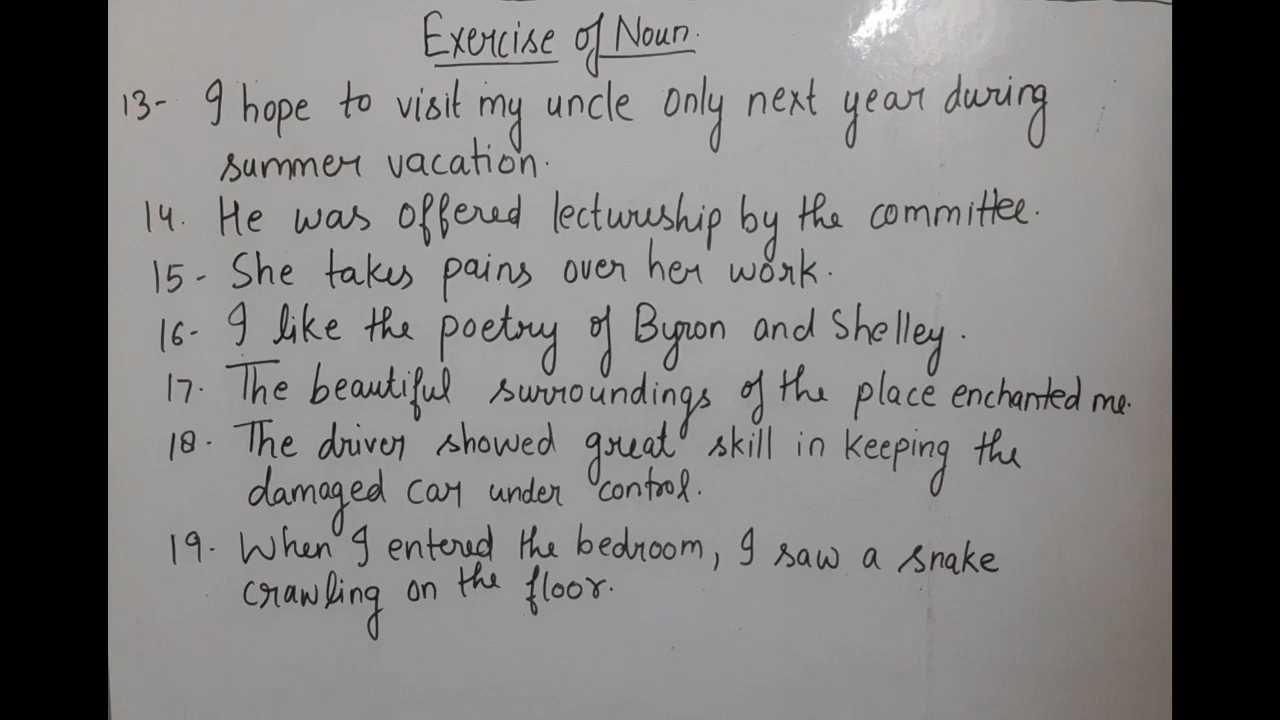 Exercise of Noun.
13- I hope to visit my uncle only next year during
summer vacation.
14. He was offered lectureship by the committee.
15- She takes pains over her work.
16- I like the poetry of Byron and Shelley.
17. The beautiful surroundings of the place enchanted me.
18. The driver showed great skill in keeping the
damaged car under control.
19. When I entered the bedroom, I saw a snake
crawling on the floor.